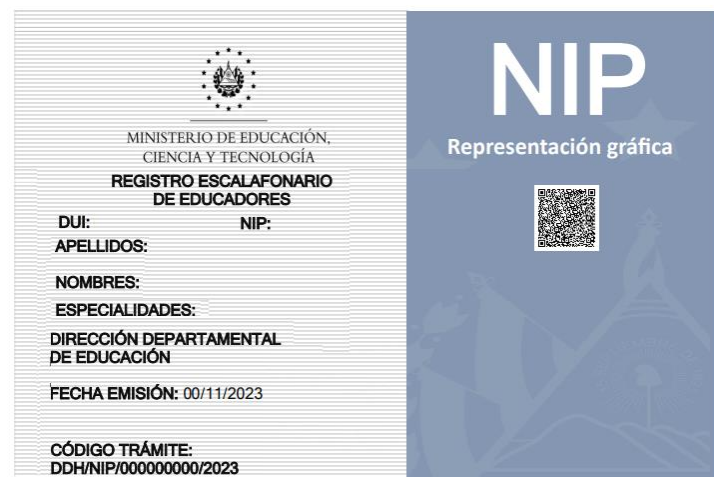 MINISTERIO DE EDUCACIÓN,
CIENCIA Y TECNOLOGÍA
REGISTRO ESCALAFONARIO
DE EDUCADORES
DUI: NIP:
APELLIDOS:
NOMBRES:
ESPECIALIDADES:
DIRECCIÓN DEPARTAMENTAL
DE EDUCACIÓN
FECHA EMISIÓN: 00/11/2023
CÓDIGO TRÁMITE:
DDH/NIP/000000000/2023
NIP
Representación gráfica